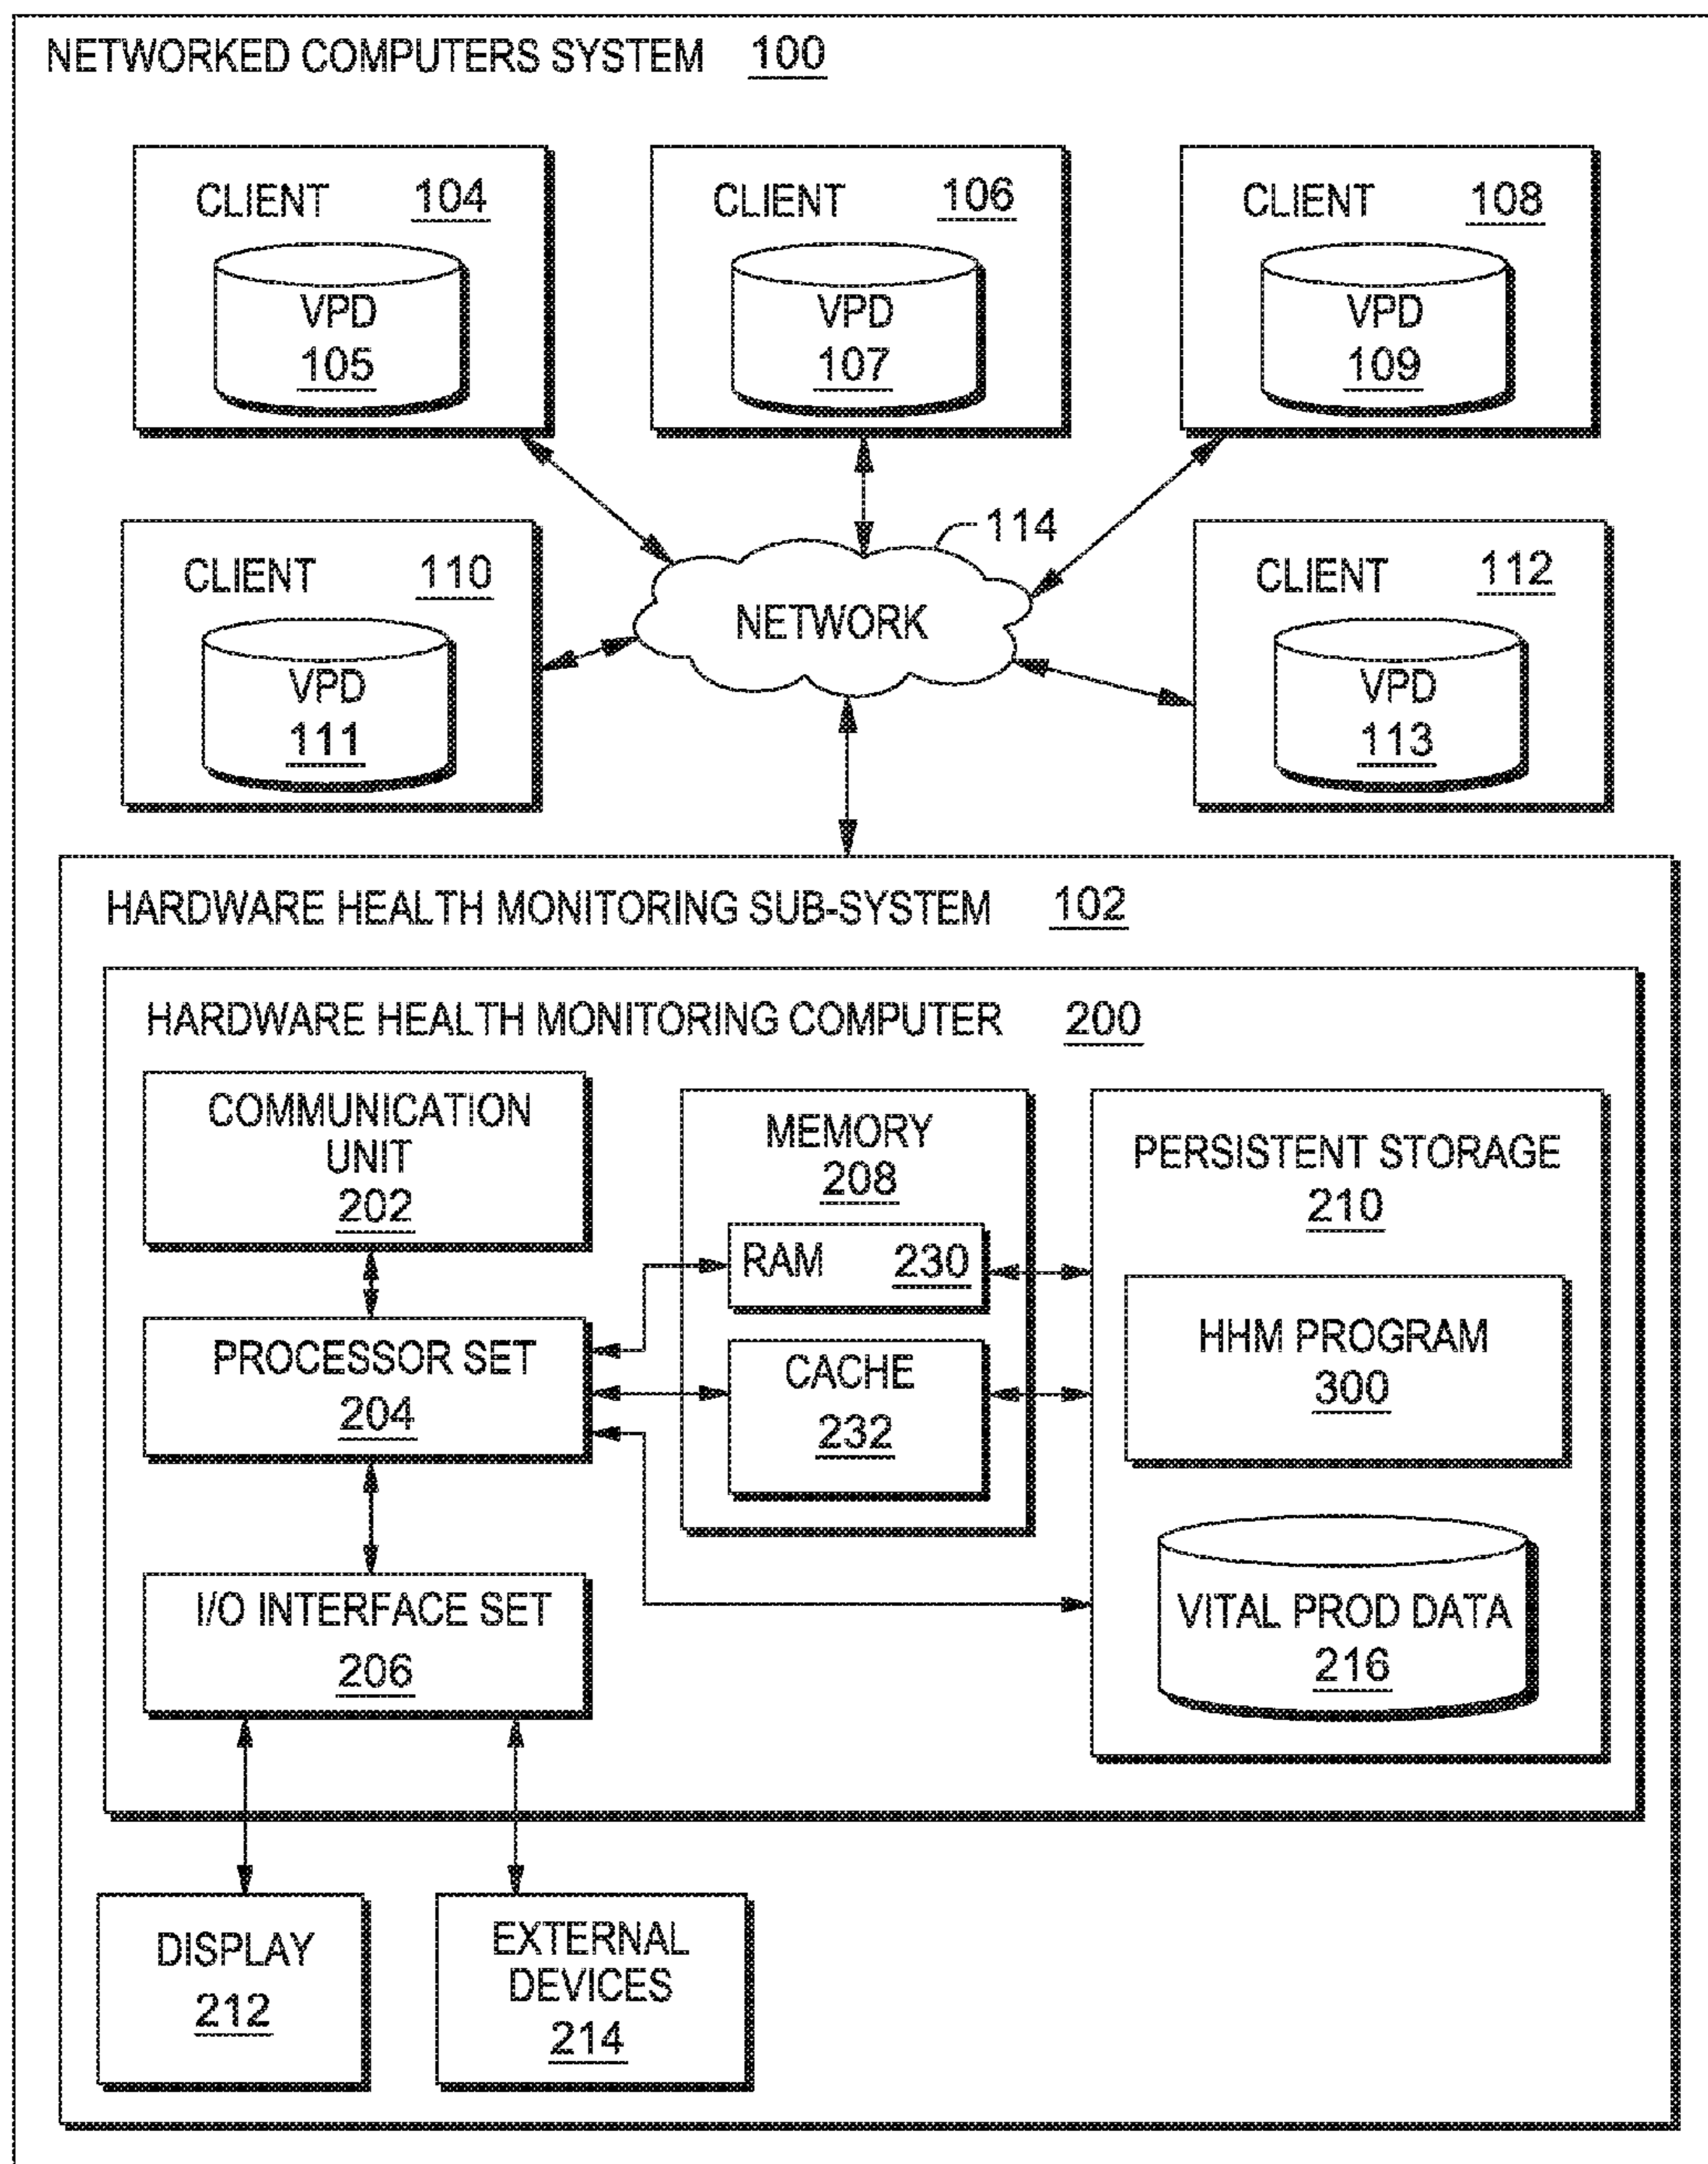 NETWORKED COMPUTERS SYSTEM 100
CLIENT 104
VPD
105
CLIENT 106
VPD
107
CLIENT 108
VPD
109
114
CLIENT 110
VPD
111
NETWORK
CLIENT 112
VPD
113
HARDWARE HEALTH MONITORING SUB-SYSTEM 102
HARDWARE HEALTH MONITORING COMPUTER 200
COMMUNICATION
UNIT
202
PROCESSOR SET
204
I/O INTERFACE SET
206
MEMORY
208
RAM 230
CACHE
232
PERSISTENT STORAGE
210
HHM PROGRAM
300
VITAL PROD DATA
216
DISPLAY
212
EXTERNAL
DEVICES
214